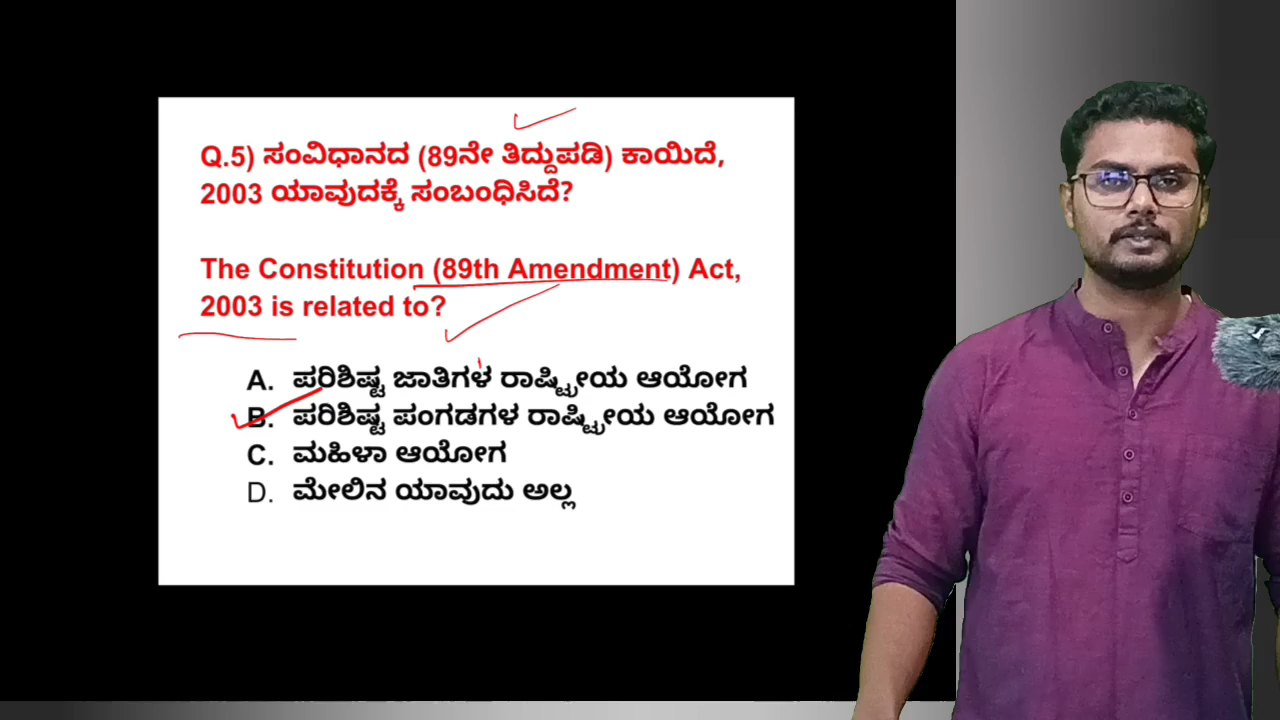 Q.5) ಸಂವಿಧಾನದ (89ನೇ ತಿದ್ದುಪಡಿ) ಕಾಯಿದೆ,
2003 ಯಾವುದಕ್ಕೆ ಸಂಬಂಧಿಸಿದೆ?
The Constitution (89th Amendment) Act,
2003 is related to?
A. ಪರಿಶಿಷ್ಟ ಜಾತಿಗಳ ರಾಷ್ಟ್ರೀಯ ಆಯೋಗ
B. ಪರಿಶಿಷ್ಟ ಪಂಗಡಗಳ ರಾಷ್ಟ್ರೀಯ ಆಯೋಗ
C. ಮಹಿಳಾ ಆಯೋಗ
D. ಮೇಲಿನ ಯಾವುದು ಅಲ್ಲ